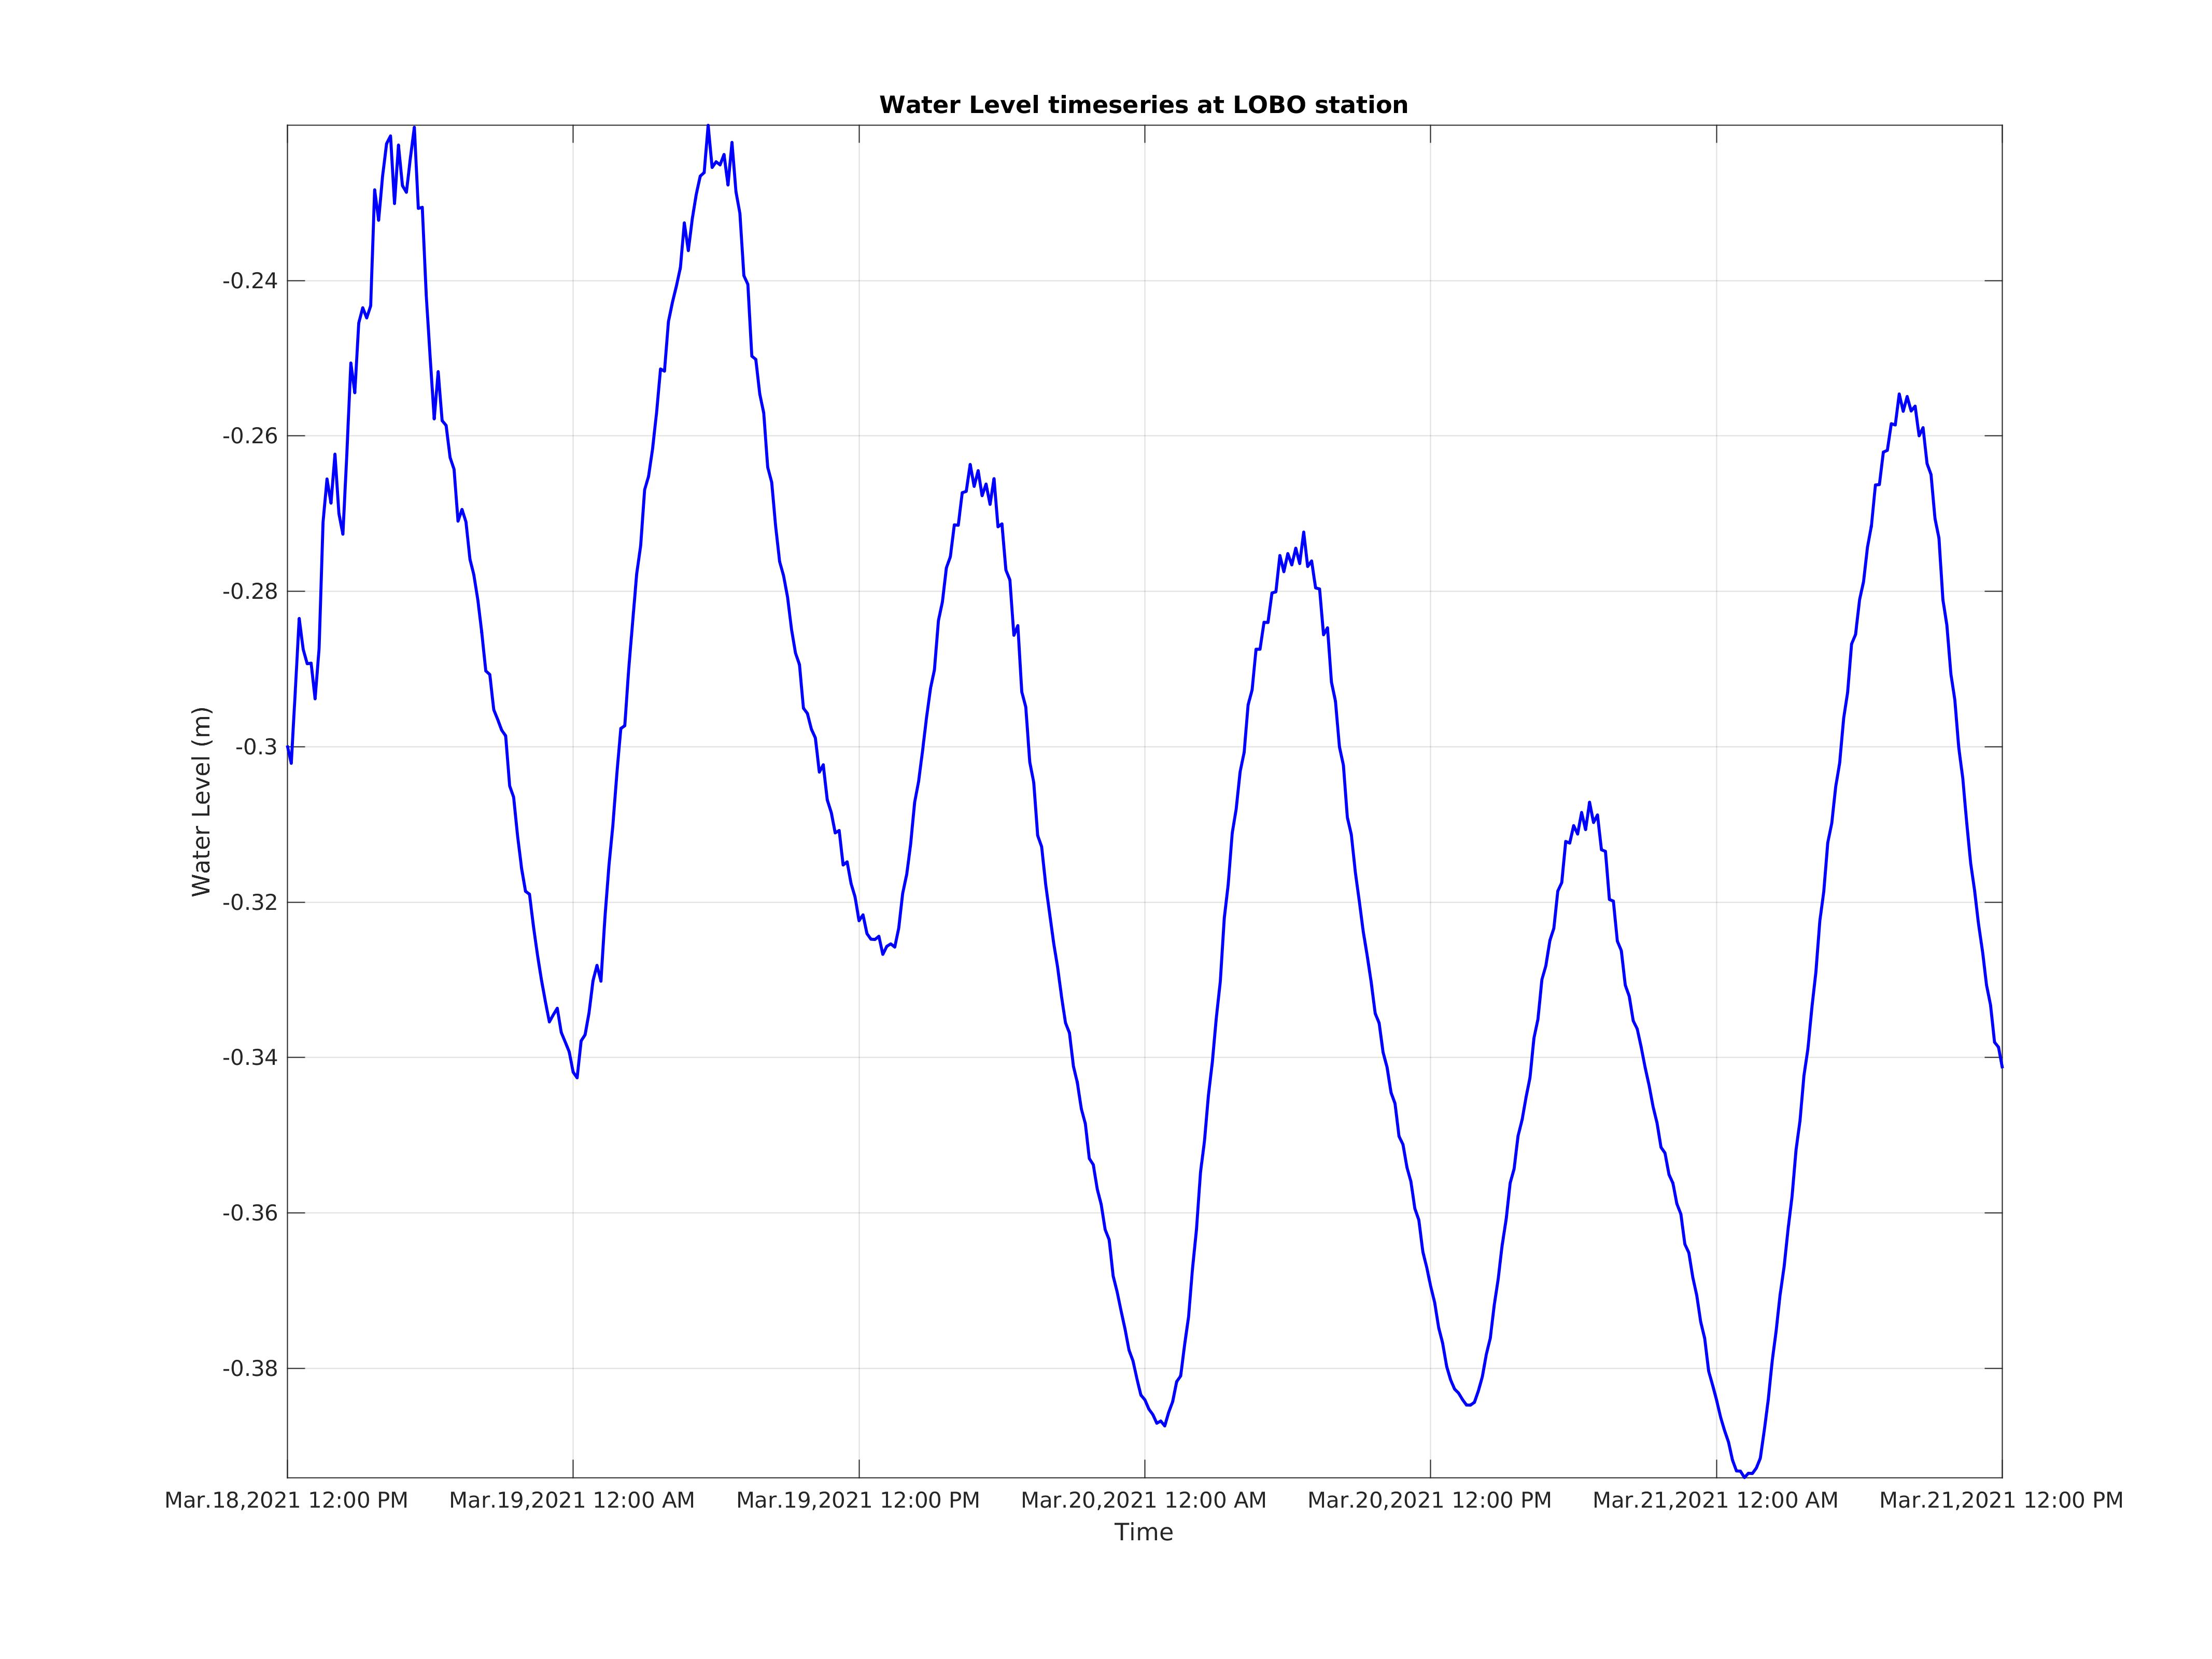 Water Level timeseries at LOBO station
-0.24
-0.26
-0.28
-0.3
-0.32
-0.34
-0.36
-0.38
Water Level (m)
Mar.18,2021 12:00 PM Mar.19,2021 12:00 AM Mar.19,2021 12:00 PM Mar.20,2021 12:00 AM Mar.20,2021 12:00 PM Mar.21,2021 12:00 AM Mar.21,2021 12:00 PM
Time